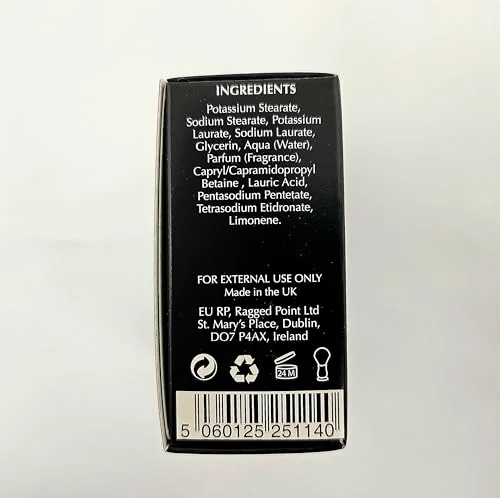 INGREDIENTS
Potassium Stearate,
Sodium Stearate, Potassium
Laurate, Sodium Laurate,
Glycerin, Aqua (Water),
Parfum (Fragrance),
Capryl/Capramidopropyl
Betaine , Lauric Acid,
Pentasodium Pentetate,
Tetrasodium Etidronate,
Limonene.
FOR EXTERNAL USE ONLY
Made in the UK
EU RP, Ragged Point Ltd
St. Mary's Place, Dublin,
DO7 P4AX, Ireland
24 M
5 060125 251140